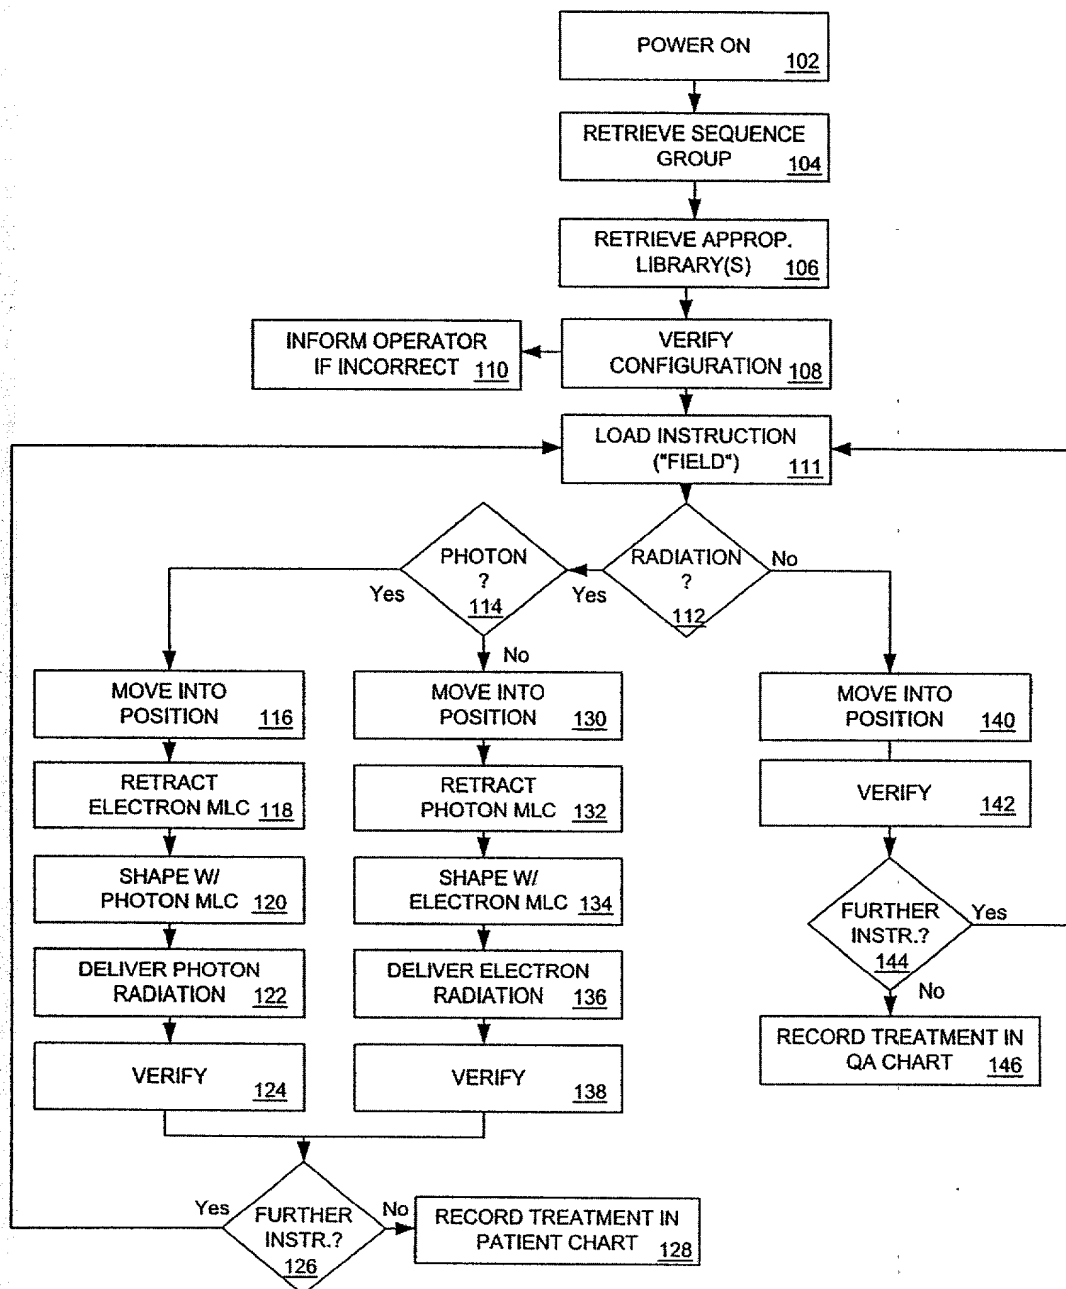 POWER ON
102
RETRIEVE SEQUENCE
GROUP
104
RETRIEVE APPROP.
LIBRARY(S)
106
INFORM OPERATOR
IF INCORRECT
110
VERIFY
CONFIGURATION
108
LOAD INSTRUCTION
("FIELD")
111
PHOTON
?
114
RADIATION
?
112
No
Yes
Yes
No
MOVE INTO
POSITION
116
MOVE INTO
POSITION
130
MOVE INTO
POSITION
140
RETRACT
ELECTRON MLC
118
RETRACT
PHOTON MLC
132
VERIFY
142
SHAPE W/
PHOTON MLC
120
SHAPE W/
ELECTRON MLC
134
FURTHER
INSTR.?
144
Yes
No
DELIVER PHOTON
RADIATION
122
DELIVER ELECTRON
RADIATION
136
RECORD TREATMENT IN
QA CHART
146
VERIFY
124
VERIFY
138
Yes
FURTHER
INSTR.?
126
No
RECORD TREATMENT IN
PATIENT CHART
128